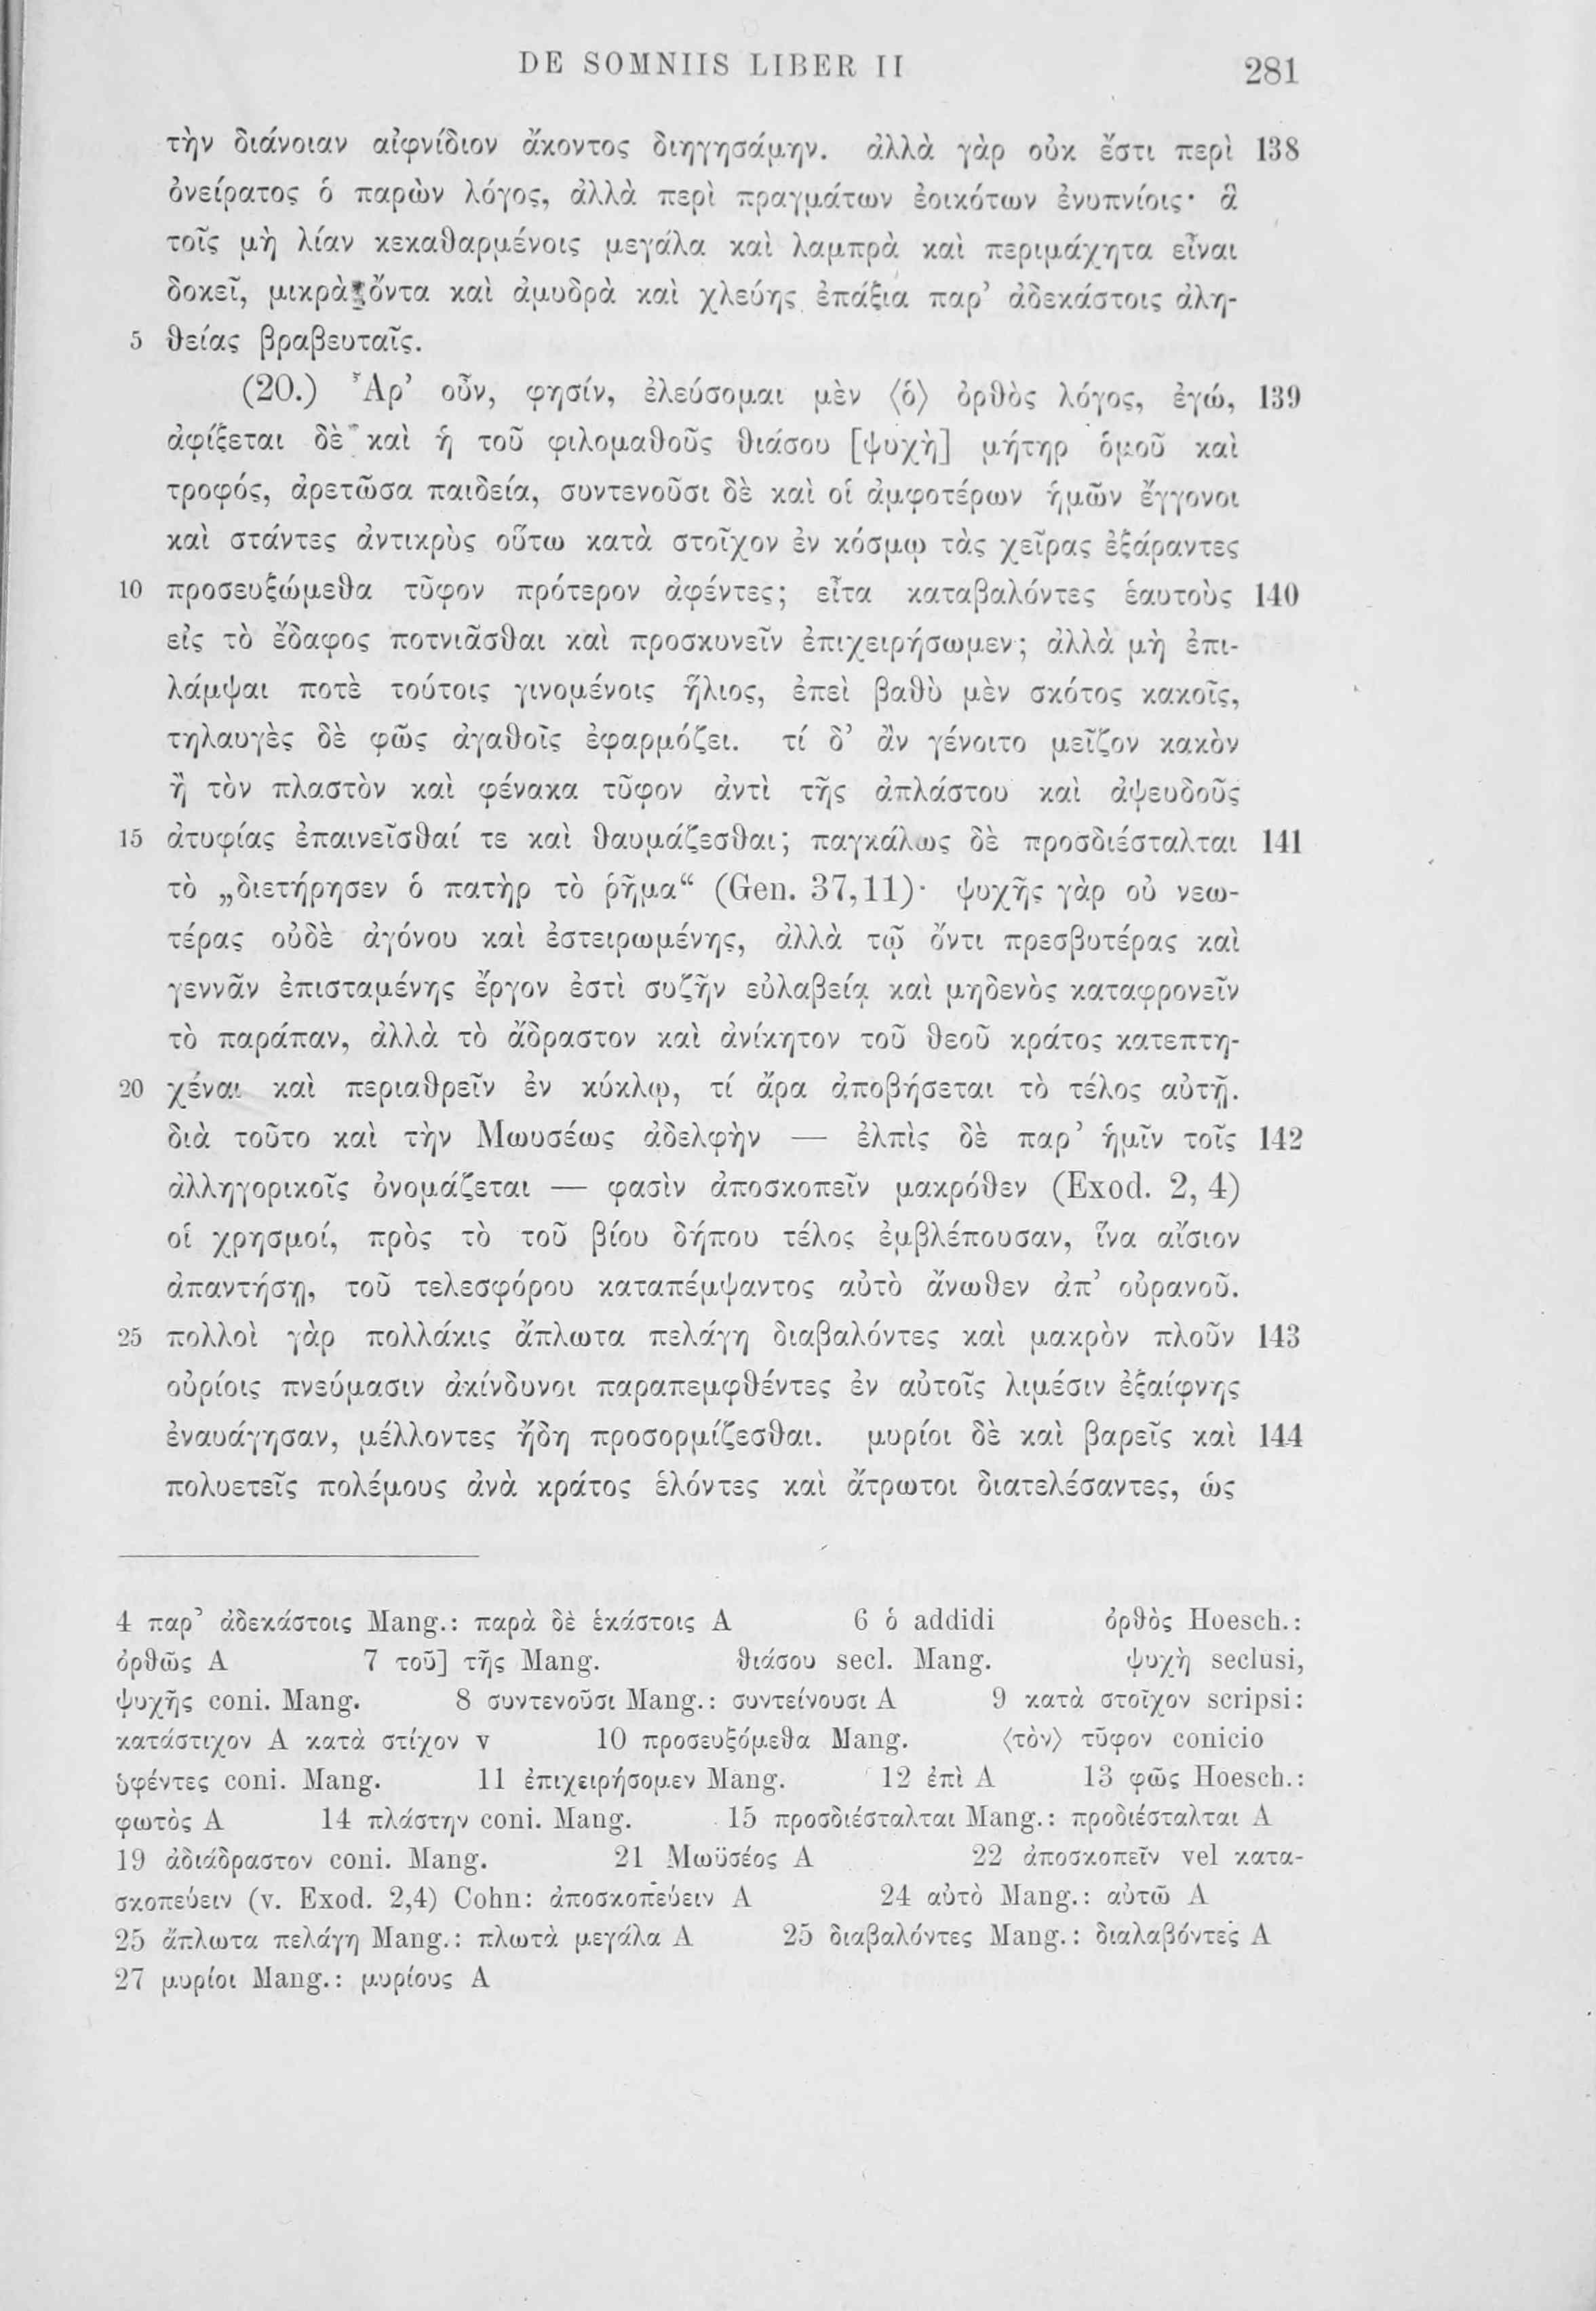 DE SOMNIIS LIBER II 281
τὴν διάνοιαν αἰφνίδιον ἄκοντος διηγησάμην. ἀλλὰ γὰρ οὐκ ἔστι περὶ 138
ὀνείρατος ὁ παρὼν λόγος, ἀλλὰ περὶ πραγμάτων ἐοικότων ἐνυπνίοις· ἃ
τοῖς μὴ λίαν κεκαθαρμένοις μεγάλα καὶ λαμπρὰ καὶ περιμάχητα εἶναι
δοκεῖ, μικρὰ ὄντα καὶ ἀμυδρὰ καὶ χλεύης ἐπάξια παρ’ ἀδεκάστοις ἀλη-
5 θείας βραβευταῖς.
(20.) Ἆρ’ οὖν, φησίν, ἐλεύσομαι μὲν ⟨ὁ⟩ ὀρθὸς λόγος, ἐγώ, 139
ἀφίξεται δὲ καὶ ἡ τοῦ φιλομαθοῦς θιάσου [ψυχὴ] μήτηρ ὁμοῦ καὶ
τροφός, ἀρετῶσα παιδεία, συντενοῦσι δὲ καὶ οἱ ἀμφοτέρων ἡμῶν ἔγγονοι
καὶ στάντες ἀντικρὺς οὕτω κατὰ στοῖχον ἐν κόσμῳ τὰς χεῖρας ἐξάραντες
10 προσευξώμεθα τῦφον πρότερον ἀφέντες; εἶτα καταβαλόντες ἑαυτοὺς 140
εἰς τὸ ἔδαφος ποτνιᾶσθαι καὶ προσκυνεῖν ἐπιχειρήσωμεν; ἀλλὰ μὴ ἐπι-
λάμψαι ποτὲ τούτοις γινομένοις ἥλιος, ἐπεὶ βαθὺ μὲν σκότος κακοῖς,
τηλαυγὲς δὲ φῶς ἀγαθοῖς ἐφαρμόζει. τί δ’ ἂν γένοιτο μεῖζον κακὸν
ἢ τὸν πλαστὸν καὶ φένακα τῦφον ἀντὶ τῆς ἀπλάστου καὶ ἀψευδοῦς
15 ἀτυφίας ἐπαινεῖσθαί τε καὶ θαυμάζεσθαι; παγκάλως δὲ προσδιέσταλται 141
τὸ „διετήρησεν ὁ πατὴρ τὸ ῥῆμα“ (Gen. 37,11)· ψυχῆς γὰρ οὐ νεω-
τέρας οὐδὲ ἀγόνου καὶ ἐστειρωμένης, ἀλλὰ τῷ ὄντι πρεσβυτέρας καὶ
γεννᾶν ἐπισταμένης ἔργον ἐστὶ συζῆν εὐλαβείᾳ καὶ μηδενὸς καταφρονεῖν
τὸ παράπαν, ἀλλὰ τὸ ἄδραστον καὶ ἀνίκητον τοῦ θεοῦ κράτος κατεπτη-
20 χέναι καὶ περιαθρεῖν ἐν κύκλῳ, τί ἄρα ἀποβήσεται τὸ τέλος αὐτῇ.
διὰ τοῦτο καὶ τὴν Μωυσέως ἀδελφὴν — ἐλπὶς δὲ παρ’ ἡμῖν τοῖς 142
ἀλληγορικοῖς ὀνομάζεται — φασὶν ἀποσκοπεῖν μακρόθεν (Exod. 2, 4)
οἱ χρησμοί, πρὸς τὸ τοῦ βίου δήπου τέλος ἐμβλέπουσαν, ἵνα αἴσιον
ἀπαντήσῃ, τοῦ τελεσφόρου καταπέμψαντος αὐτὸ ἄνωθεν ἀπ’ οὐρανοῦ.
25 πολλοὶ γὰρ πολλάκις ἄπλωτα πελάγη διαβαλόντες καὶ μακρὸν πλοῦν 143
οὐρίοις πνεύμασιν ἀκίνδυνοι παραπεμφθέντες ἐν αὐτοῖς λιμέσιν ἐξαίφνης
ἐναυάγησαν, μέλλοντες ἤδη προσορμίζεσθαι. μυρίοι δὲ καὶ βαρεῖς καὶ 144
πολυετεῖς πολέμους ἀνὰ κράτος ἑλόντες καὶ ἄτρωτοι διατελέσαντες, ὡς
4 παρ’ ἀδεκάστοις Mang.: παρὰ δὲ ἑκάστοις A 6 ὁ addidi ὀρθὸς Hoesch.:
ὀρθῶς A 7 τοῦ] τῆς Mang. θιάσου secl. Mang. ψυχὴ seclusi,
ψυχῆς coni. Mang. 8 συντενοῦσι Mang.: συντείνουσι A 9 κατὰ στοῖχον scripsi:
κατάστιχον A κατὰ στίχον v 10 προσευξόμεθα Mang. ⟨τὸν⟩ τῦφον conicio
ὑφέντες coni. Mang. 11 ἐπιχειρήσομεν Mang. 12 ἐπὶ A 13 φῶς Hoesch.:
φωτὸς A 14 πλάστην coni. Mang. 15 προσδιέσταλται Mang.: προδιέσταλται A
19 ἀδιάδραστον coni. Mang. 21 Μωϋσέος A 22 ἀποσκοπεῖν vel κατα-
σκοπεύειν (v. Exod. 2,4) Cohn: ἀποσκοπεύειν A 24 αὐτὸ Mang.: αὐτῶ A
25 ἄπλωτα πελάγη Mang.: πλωτὰ μεγάλα A 25 διαβαλόντες Mang.: διαλαβόντες A
27 μυρίοι Mang.: μυρίους A